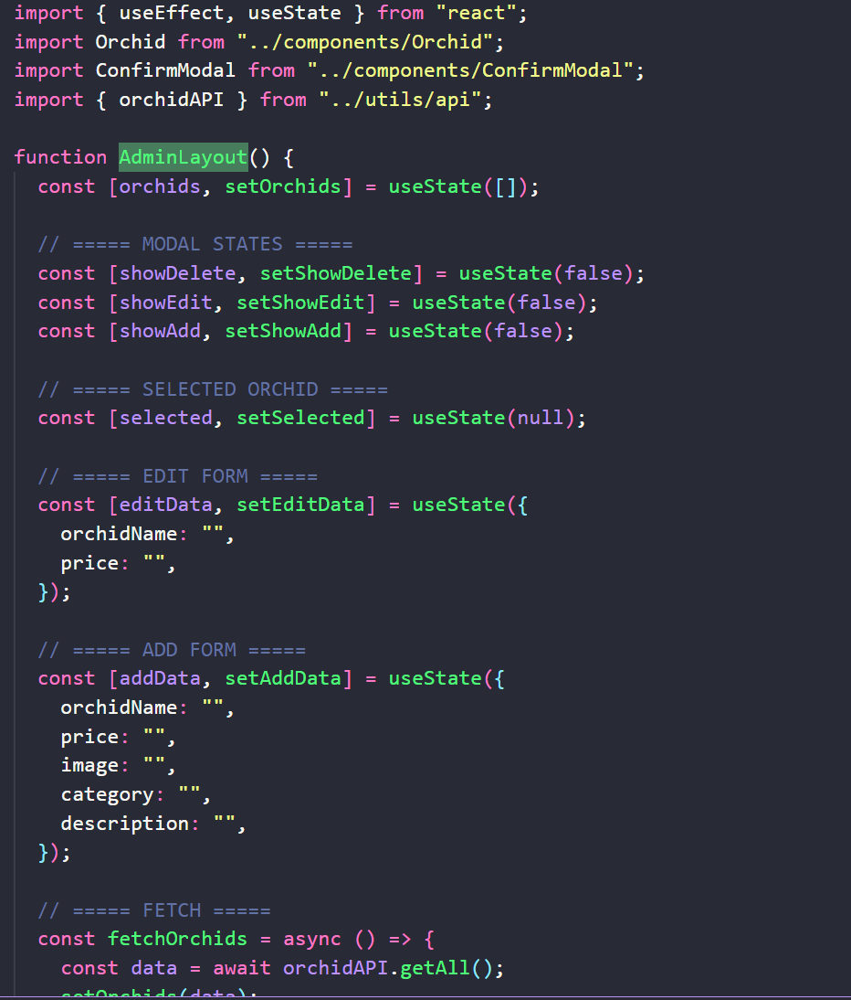 import { useEffect, useState } from "react";
import Orchid from "../components/Orchid";
import ConfirmModal from "../components/ConfirmModal";
import { orchidAPI } from "../utils/api";

function AdminLayout() {
  const [orchids, setOrchids] = useState([]);

  // ===== MODAL STATES =====
  const [showDelete, setShowDelete] = useState(false);
  const [showEdit, setShowEdit] = useState(false);
  const [showAdd, setShowAdd] = useState(false);

  // ===== SELECTED ORCHID =====
  const [selected, setSelected] = useState(null);

  // ===== EDIT FORM =====
  const [editData, setEditData] = useState({
    orchidName: "",
    price: "",
  });

  // ===== ADD FORM =====
  const [addData, setAddData] = useState({
    orchidName: "",
    price: "",
    image: "",
    category: "",
    description: "",
  });

  // ===== FETCH =====
  const fetchOrchids = async () => {
    const data = await orchidAPI.getAll();
    setOrchids(data);